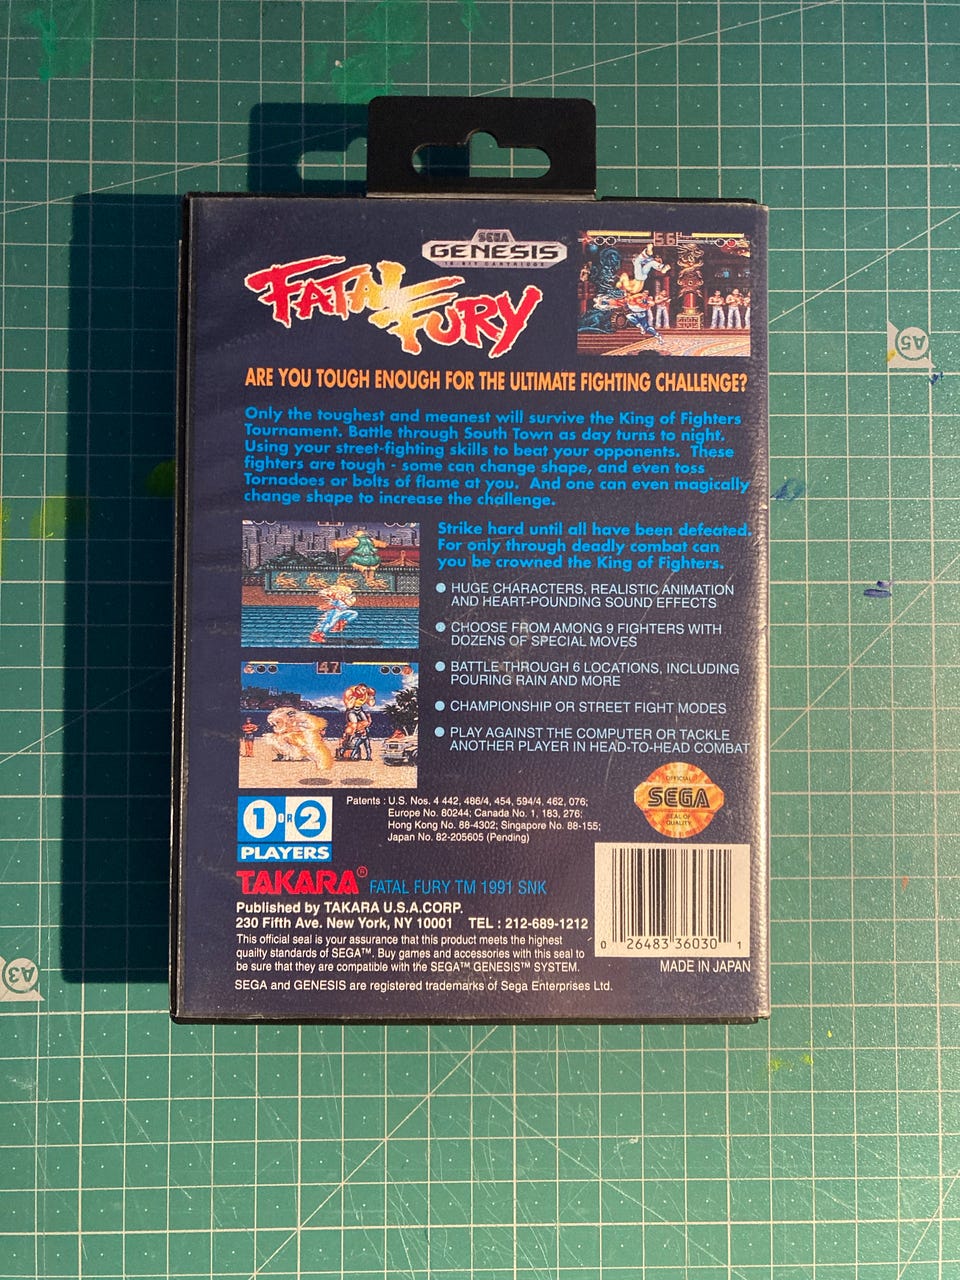 SEGA
GENESIS
16-BIT CARTRIDGE
FATAL FURY
56
ARE YOU TOUGH ENOUGH FOR THE ULTIMATE FIGHTING CHALLENGE?
Only the toughest and meanest will survive the King of Fighters
Tournament. Battle through South Town as day turns to night.
Using your street-fighting skills to beat your opponents. These
fighters are tough - some can change shape, and even toss
Tornadoes or bolts of flame at you. And one can even magically
change shape to increase the challenge.
Strike hard until all have been defeated.
For only through deadly combat can
you be crowned the King of Fighters.
● HUGE CHARACTERS, REALISTIC ANIMATION
AND HEART-POUNDING SOUND EFFECTS
● CHOOSE FROM AMONG 9 FIGHTERS WITH
DOZENS OF SPECIAL MOVES
● BATTLE THROUGH 6 LOCATIONS, INCLUDING
POURING RAIN AND MORE
● CHAMPIONSHIP OR STREET FIGHT MODES
● PLAY AGAINST THE COMPUTER OR TACKLE
ANOTHER PLAYER IN HEAD-TO-HEAD COMBAT
47
OFFICIAL
SEGA
SEAL OF
QUALITY
1 OR 2
PLAYERS
Patents : U.S. Nos. 4 442, 486/4, 454, 594/4, 462, 076;
Europe No. 80244; Canada No. 1, 183, 276;
Hong Kong No. 88-4302; Singapore No. 88-155;
Japan No. 82-205605 (Pending)
TAKARA® FATAL FURY TM 1991 SNK
Published by TAKARA U.S.A.CORP.
230 Fifth Ave. New York, NY 10001 TEL : 212-689-1212
This official seal is your assurance that this product meets the highest
quality standards of SEGA™. Buy games and accessories with this seal to
be sure that they are compatible with the SEGA™ GENESIS™ SYSTEM.
SEGA and GENESIS are registered trademarks of Sega Enterprises Ltd.
0 26483 36030 1
MADE IN JAPAN
A5
A3